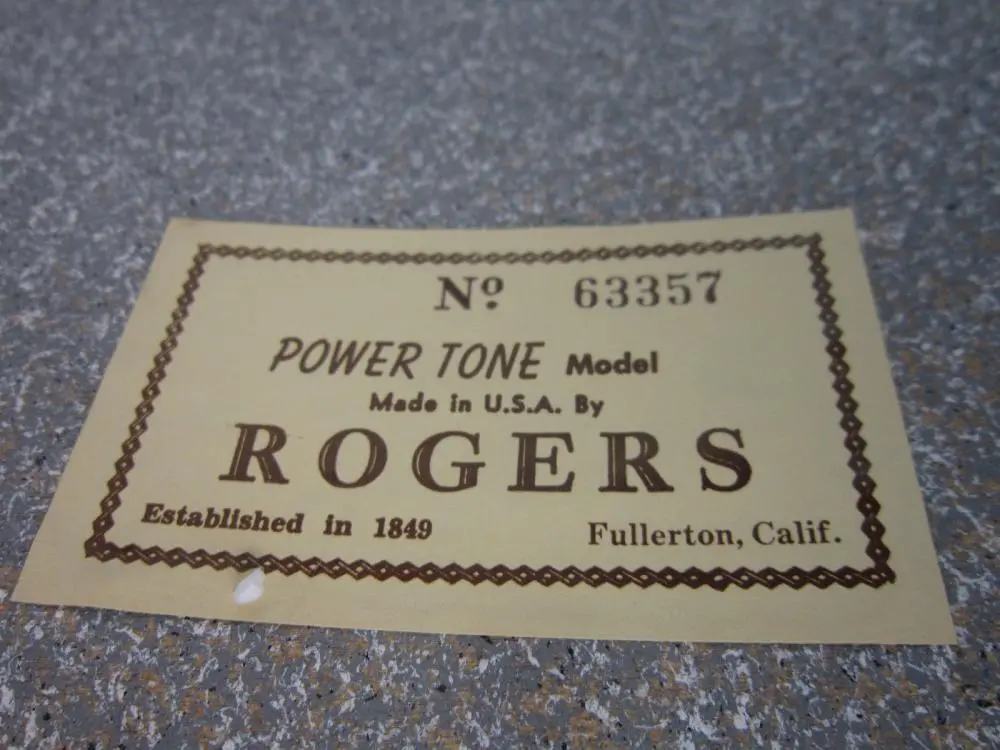 Nº 63357
POWER TONE Model
Made in U.S.A. By
ROGERS
Established in 1849 Fullerton, Calif.